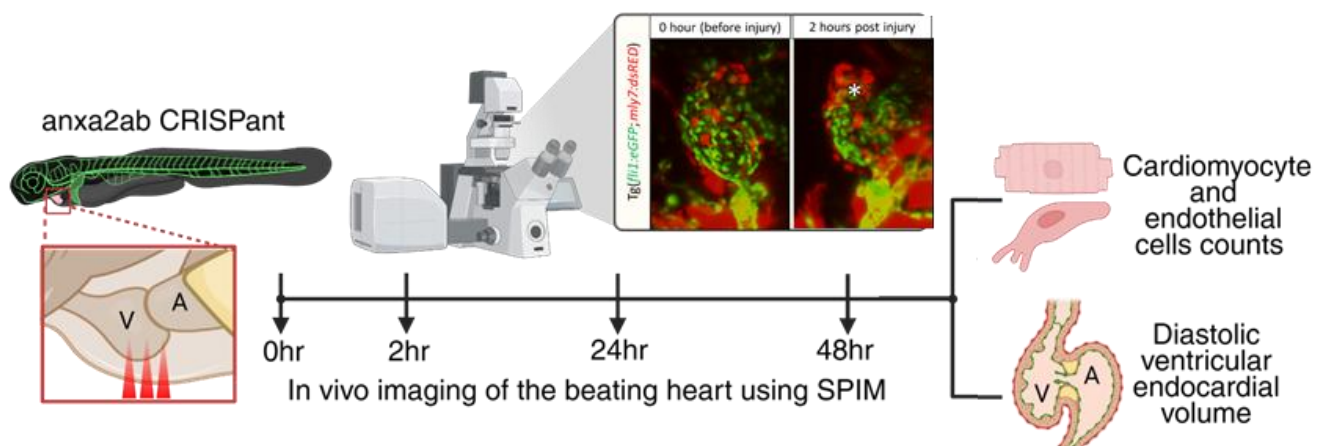 anxa2ab CRISPant
V
A
Tg(fli1:eGFP;mly7:dsRED)
0 hour (before injury)
2 hours post injury
*
0hr
2hr
24hr
48hr
In vivo imaging of the beating heart using SPIM
Cardiomyocyte
and
endothelial
cells counts
V
A
Diastolic
ventricular
endocardial
volume